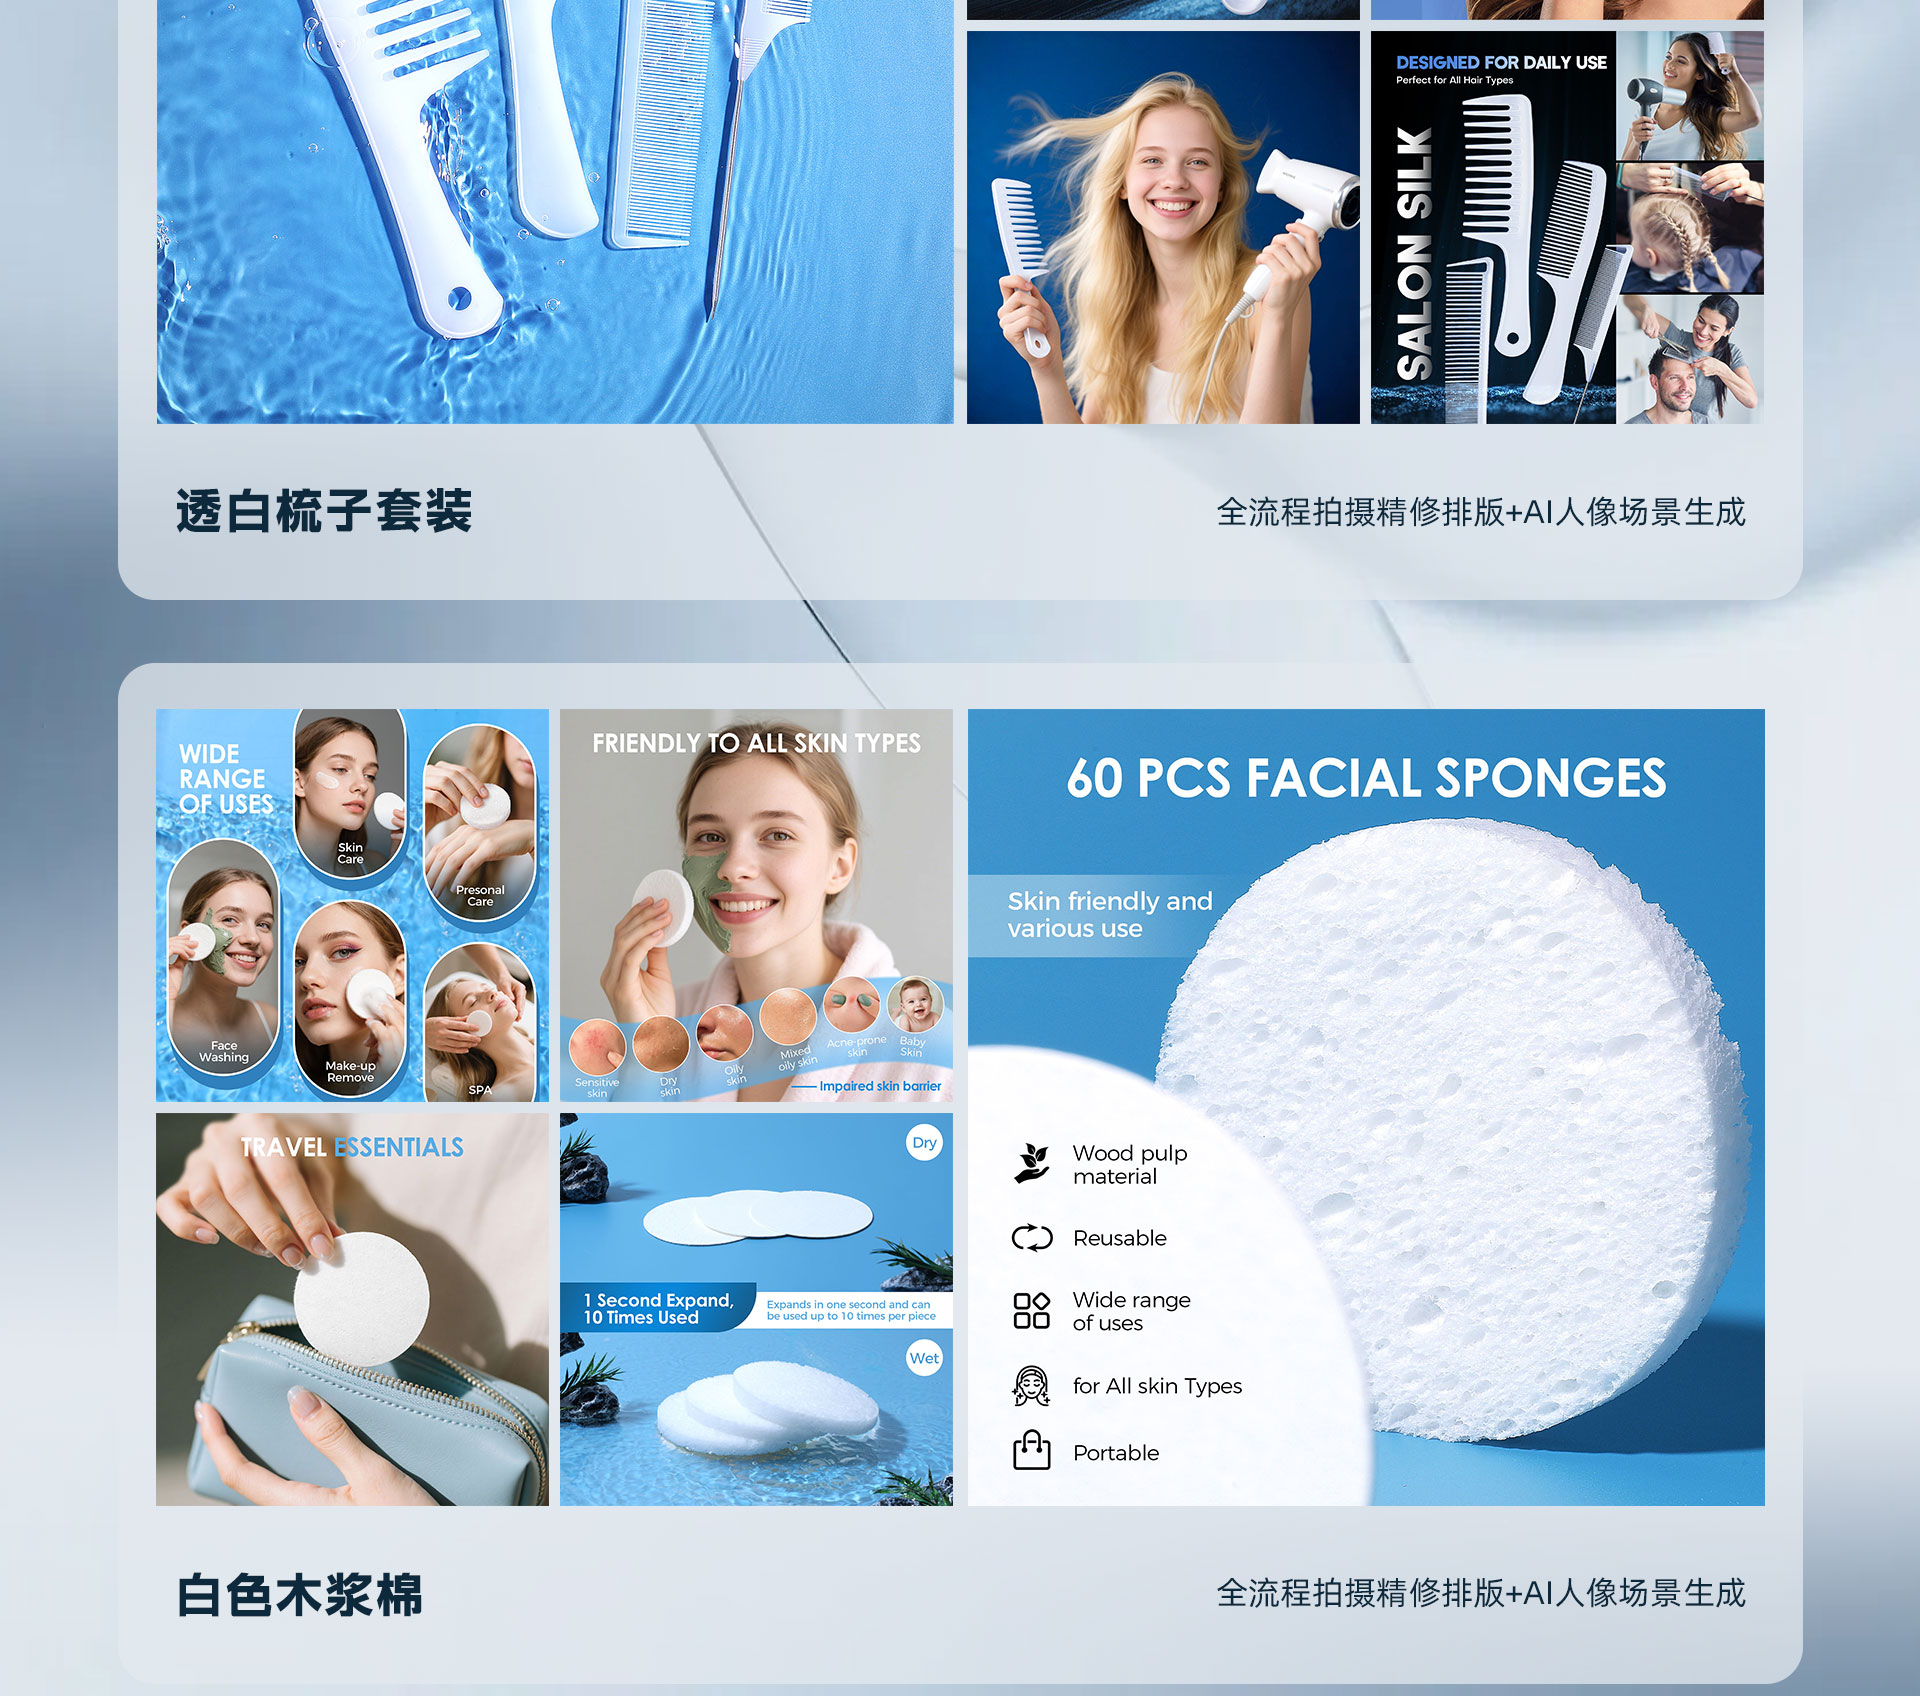 DESIGNED FOR DAILY USE
Perfect for All Hair Types
SALON SILK
透白梳子套装
全流程拍摄精修排版+AI人像场景生成
WIDE
RANGE
OF USES
Skin
Care
Presonal
Care
Face
Washing
Make-up
Remove
SPA
FRIENDLY TO ALL SKIN TYPES
Sensitive
skin
Dry
skin
Oily
skin
Mixed
oily skin
Acne-prone
skin
Baby
Skin
Impaired skin barrier
60 PCS FACIAL SPONGES
Skin friendly and
various use
Wood pulp
material
Reusable
Wide range
of uses
for All skin Types
Portable
TRAVEL ESSENTIALS
Dry
1 Second Expand,
10 Times Used
Expands in one second and can
be used up to 10 times per piece
Wet
白色木浆棉
全流程拍摄精修排版+AI人像场景生成